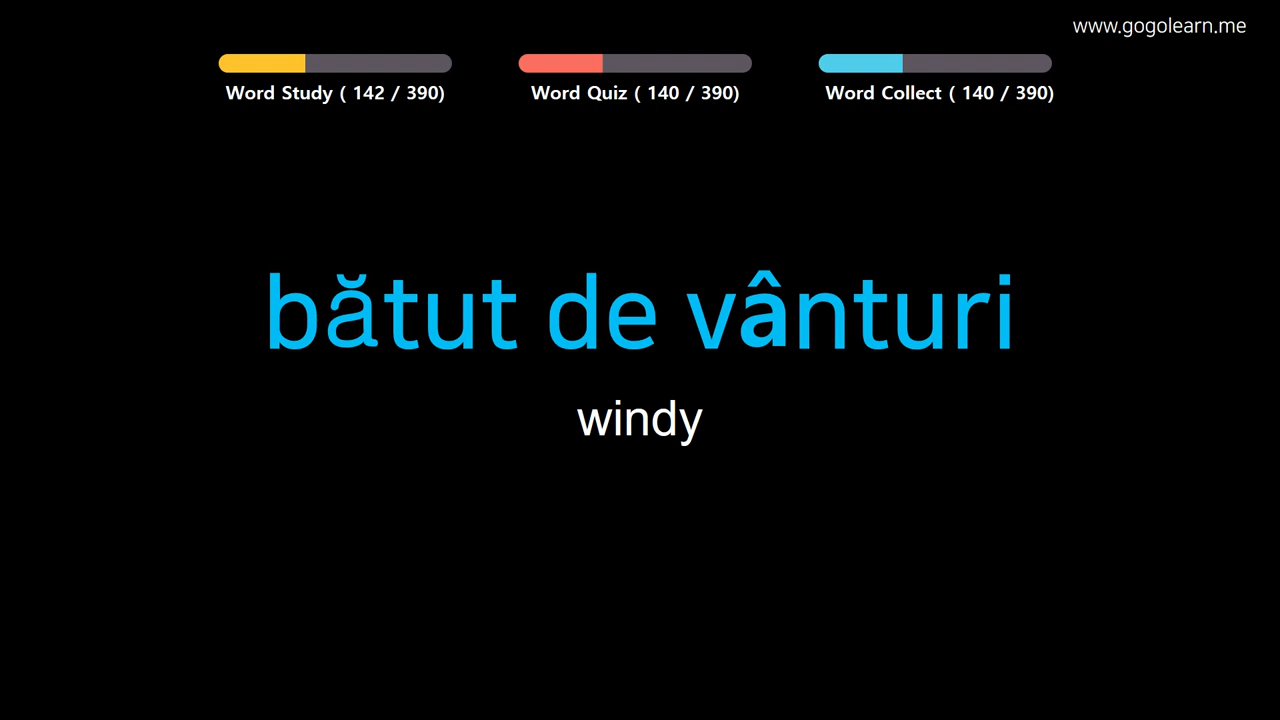 www.gogolearn.me
Word Study ( 142 / 390)
Word Quiz ( 140 / 390)
Word Collect ( 140 / 390)
bătut de vânturi
windy